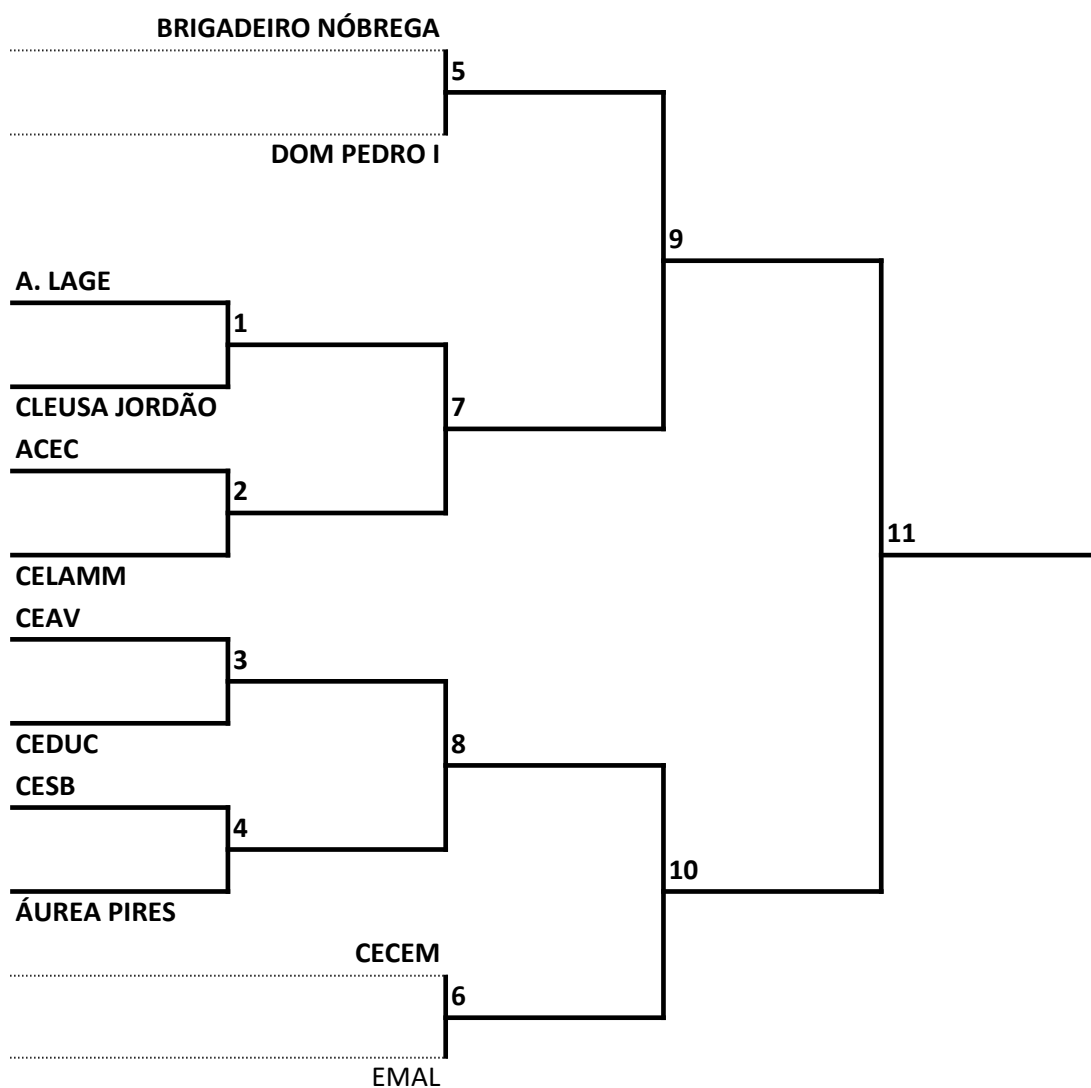 BRIGADEIRO NÓBREGA
5
DOM PEDRO I
9
A. LAGE
1
CLEUSA JORDÃO
7
ACEC
2
11
CELAMM
CEAV
3
CEDUC
8
CESB
4
10
ÁUREA PIRES
CECEM
6
EMAL